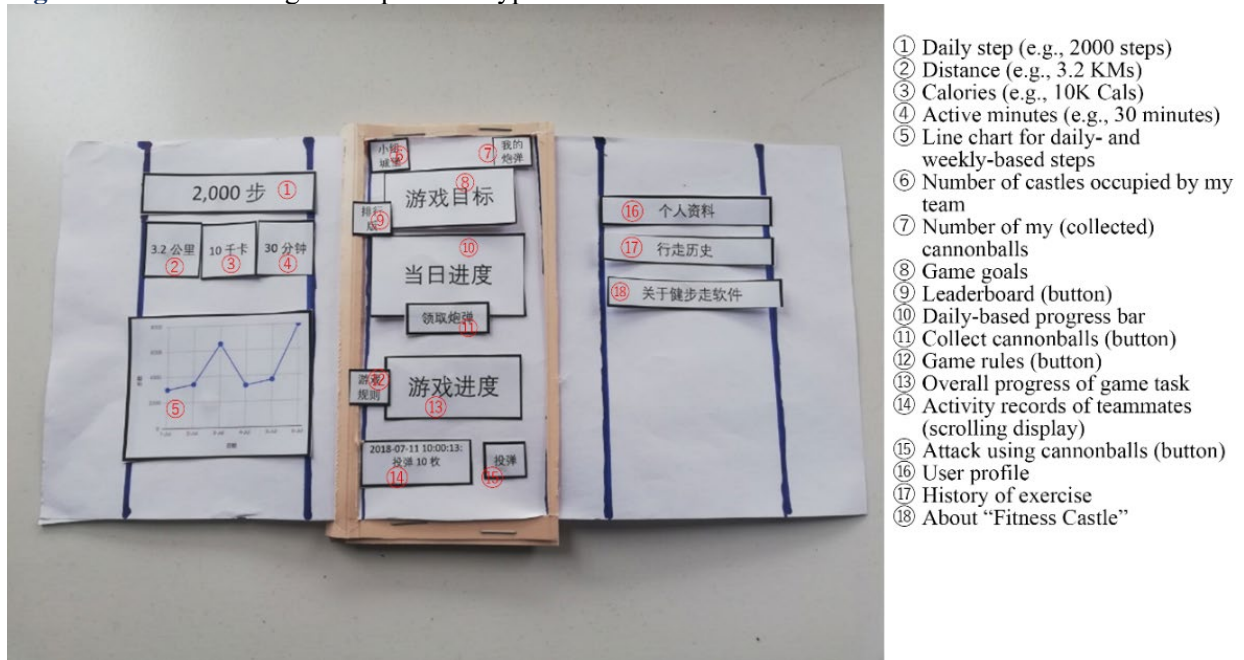 2,000 步 ①
3.2 公里
②
10 千卡
③
30 分钟
④
⑤
小组
⑥
我的
⑦
炮弹
⑧
游戏目标
排行
⑨
版
⑩
当日进度
领取炮弹
⑪
游戏
⑫
规则
游戏进度
⑬
2018-07-11 10:00:13:
投弹 10 枚
⑭
投弹
⑮
⑯ 个人资料
⑰ 行走历史
⑱ 关于健步走软件
① Daily step (e.g., 2000 steps)
② Distance (e.g., 3.2 KMs)
③ Calories (e.g., 10K Cals)
④ Active minutes (e.g., 30 minutes)
⑤ Line chart for daily- and
weekly-based steps
⑥ Number of castles occupied by my
team
⑦ Number of my (collected)
cannonballs
⑧ Game goals
⑨ Leaderboard (button)
⑩ Daily-based progress bar
⑪ Collect cannonballs (button)
⑫ Game rules (button)
⑬ Overall progress of game task
⑭ Activity records of teammates
(scrolling display)
⑮ Attack using cannonballs (button)
⑯ User profile
⑰ History of exercise
⑱ About “Fitness Castle”